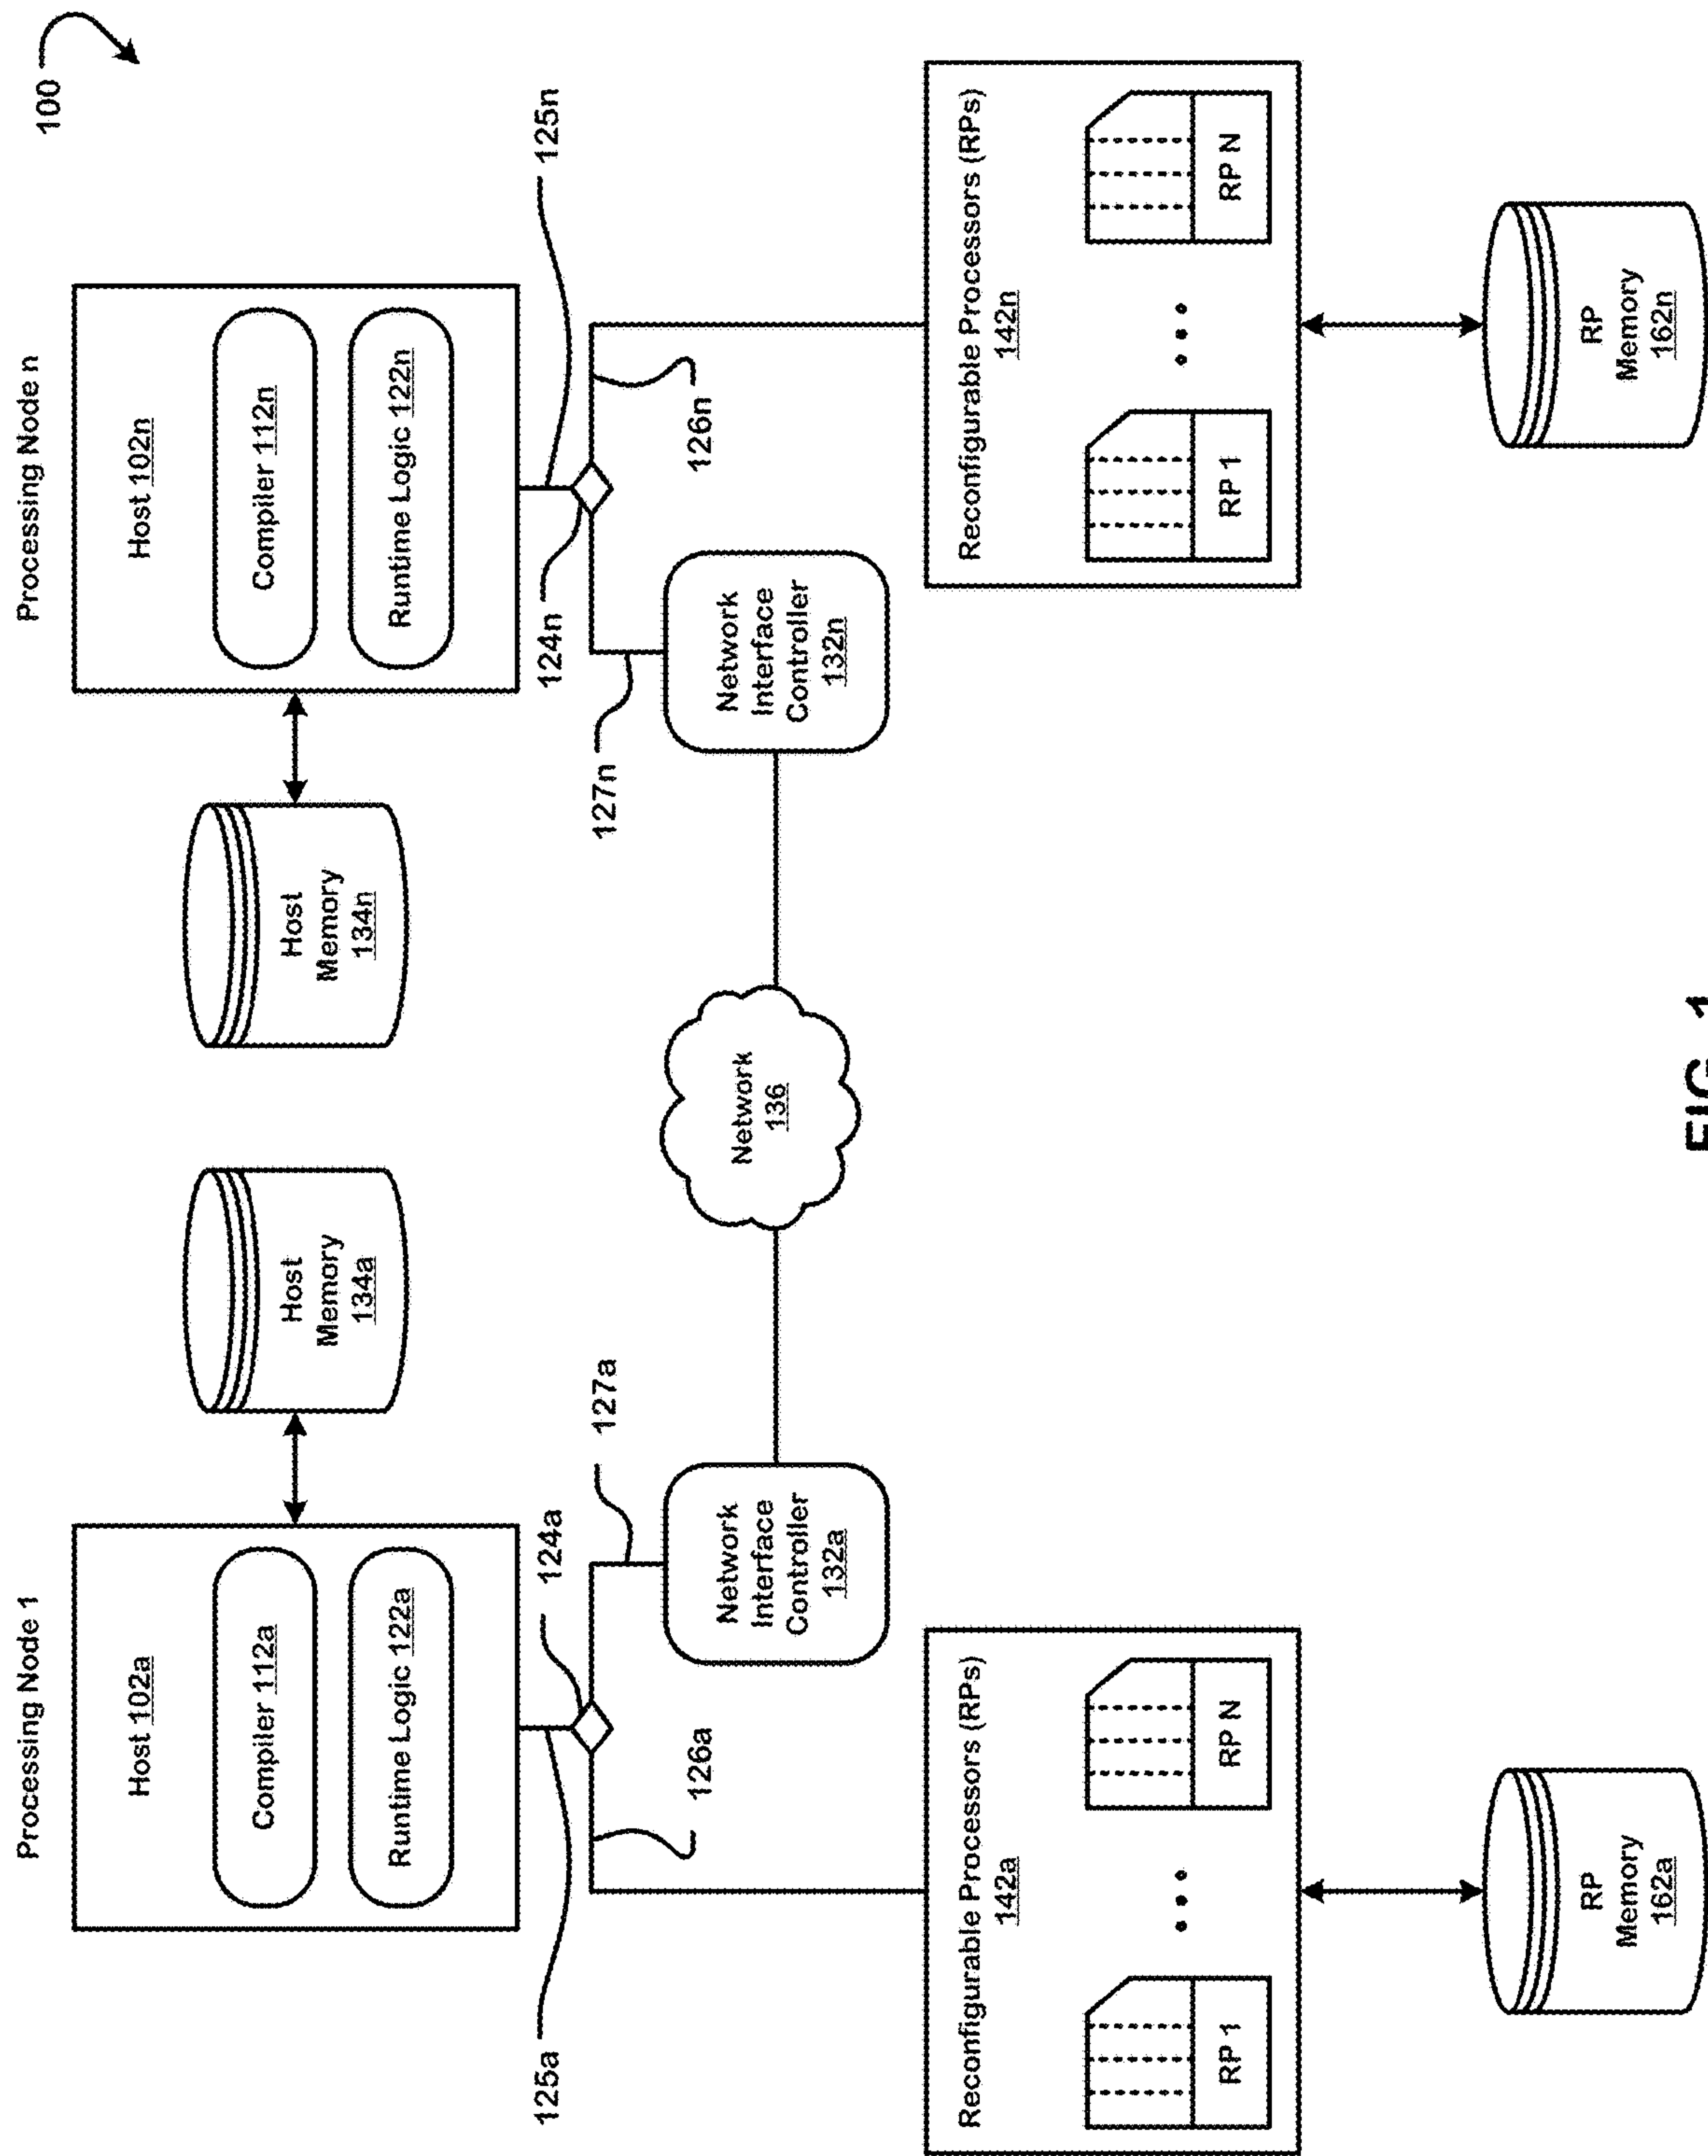 100
Processing Node 1
Host 102a
Compiler 112a
Runtime Logic 122a
Host
Memory
134a
125a
124a
126a
127a
Network
Interface
Controller
132a
Reconfigurable Processors (RPs)
142a
RP 1
• • •
RP N
RP
Memory
162a
Network
136
Processing Node n
Host 102n
Compiler 112n
Runtime Logic 122n
Host
Memory
134n
124n
125n
127n
126n
Network
Interface
Controller
132n
Reconfigurable Processors (RPs)
142n
RP 1
• • •
RP N
RP
Memory
162n
FIG. 1